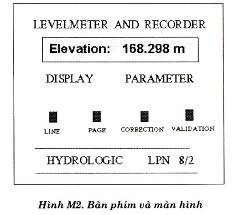 LEVELMETER AND RECORDER
Elevation: 168.298 m
DISPLAY PARAMETER
LINE PAGE CORRECTION VALIDATION
HYDROLOGIC LPN 8/2
Hình M2. Bàn phím và màn hình